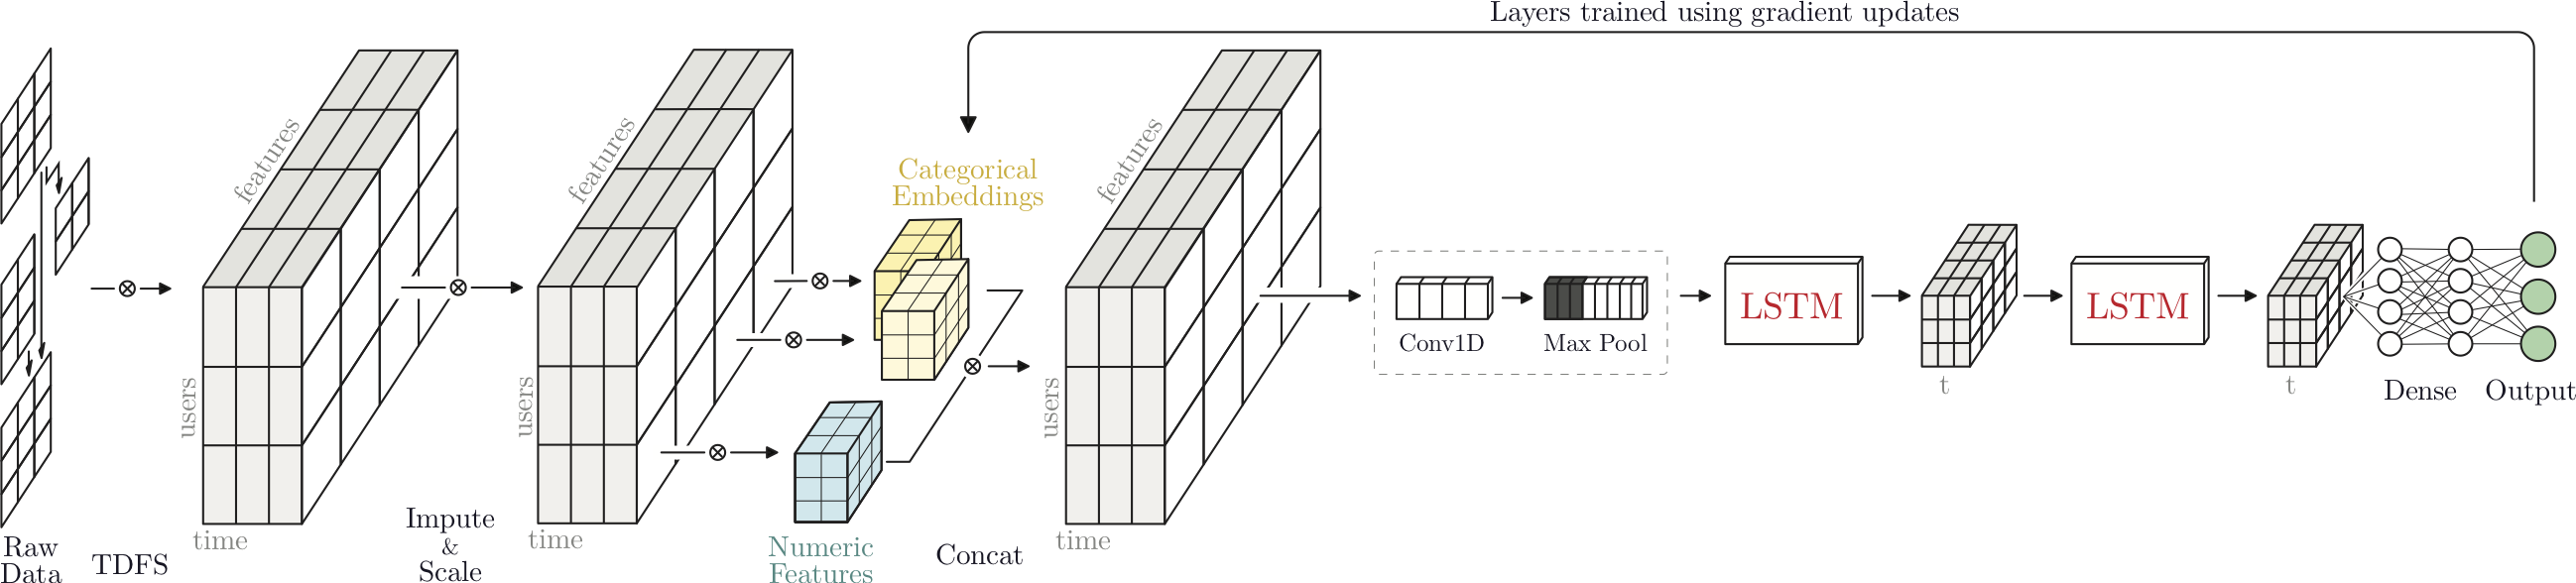 Layers trained using gradient updates
features
features
features
Categorical
Embeddings
users
users
users
Conv1D
Max Pool
LSTM
LSTM
t
t
Dense
Output
Raw
Data
TDFS
time
Impute
&
Scale
time
Numeric
Features
Concat
time